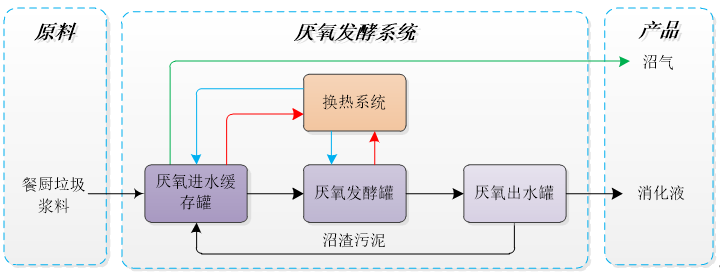 原料
厌氧发酵系统
产品
沼气
换热系统
餐厨垃圾
浆料
厌氧进水缓
存罐
厌氧发酵罐
厌氧出水罐
消化液
沼渣污泥